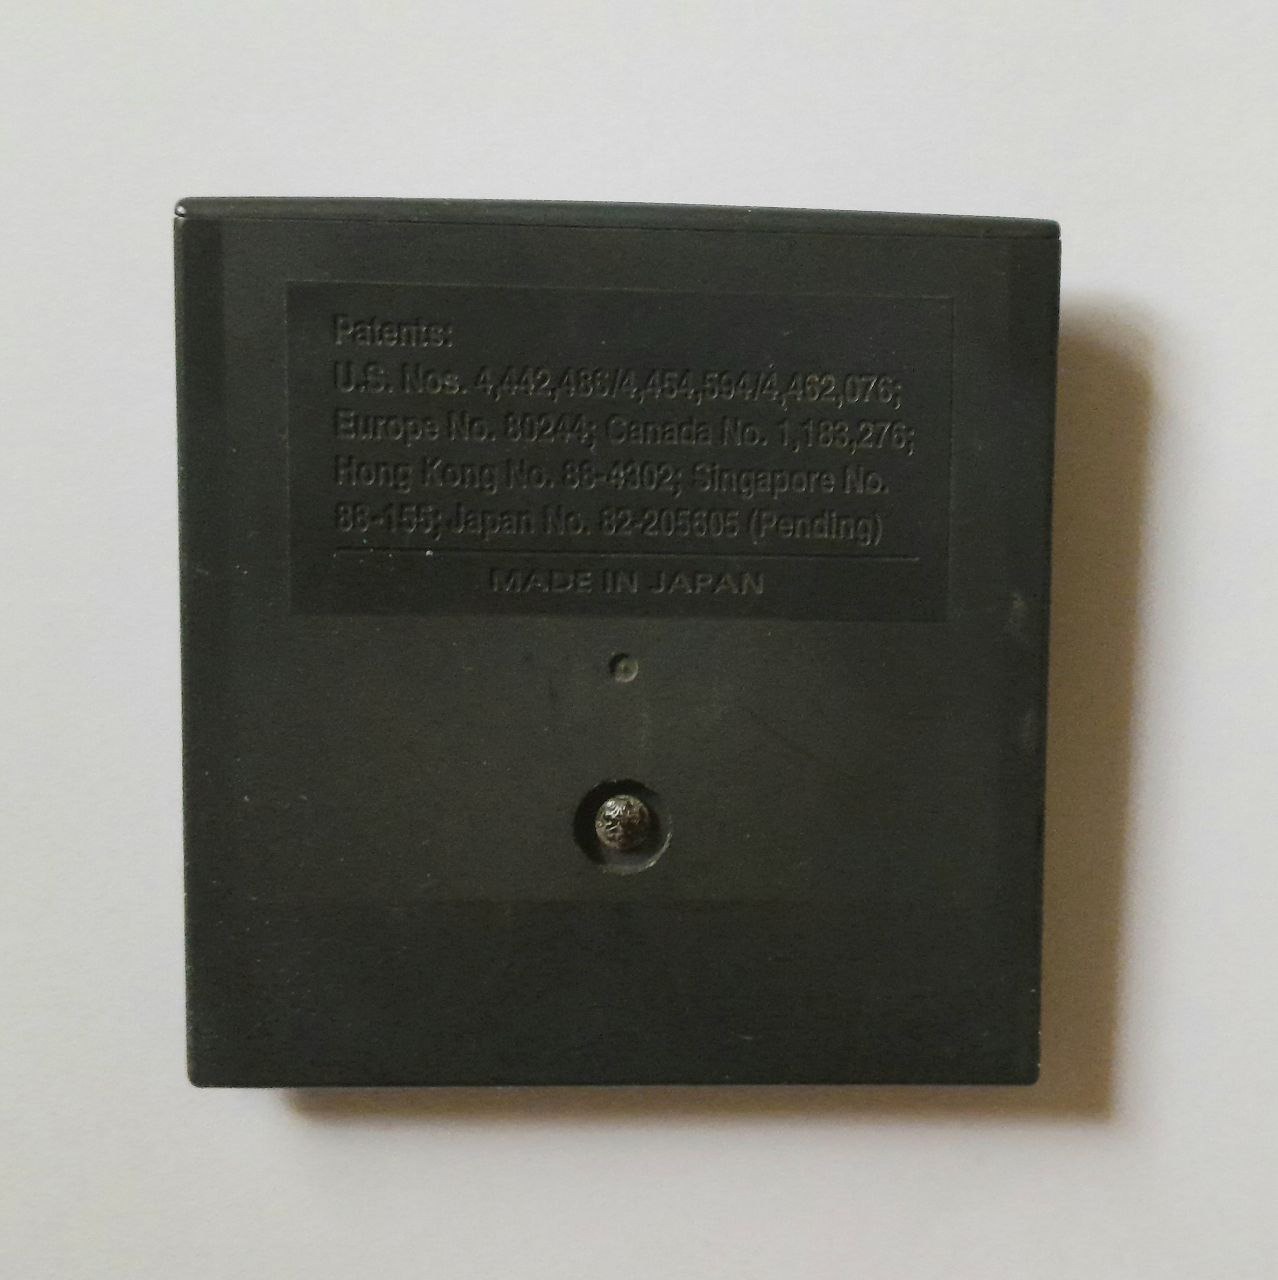 Patents:
U.S. Nos. 4,442,486/4,454,594/4,462,076;
Europe No. 80244; Canada No. 1,183,276;
Hong Kong No. 88-4302; Singapore No.
88-155; Japan No. 82-205605 (Pending)
MADE IN JAPAN